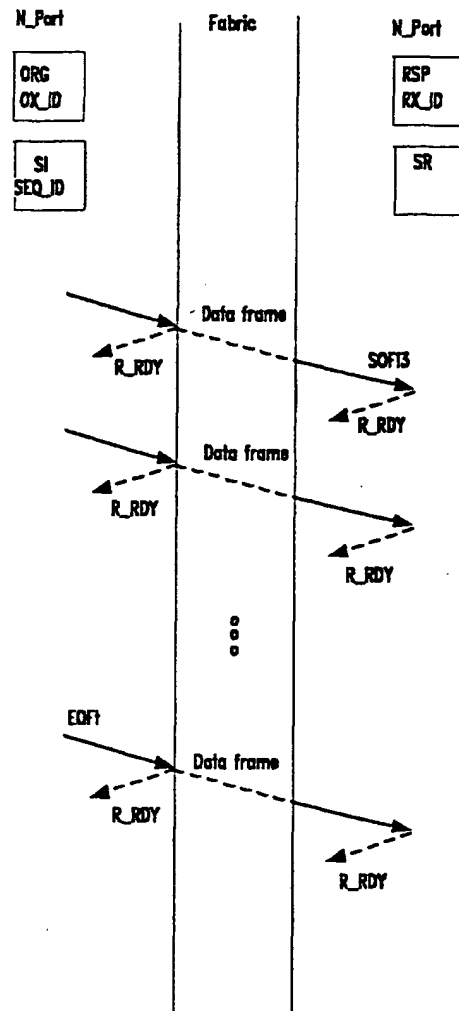 N_Port
Fabric
N_Port
ORG
OX_ID
RSP
RX_ID
SI
SEQ_ID
SR
Data frame
R_RDY
SOFi3
R_RDY
Data frame
R_RDY
R_RDY
EOFt
Data frame
R_RDY
R_RDY